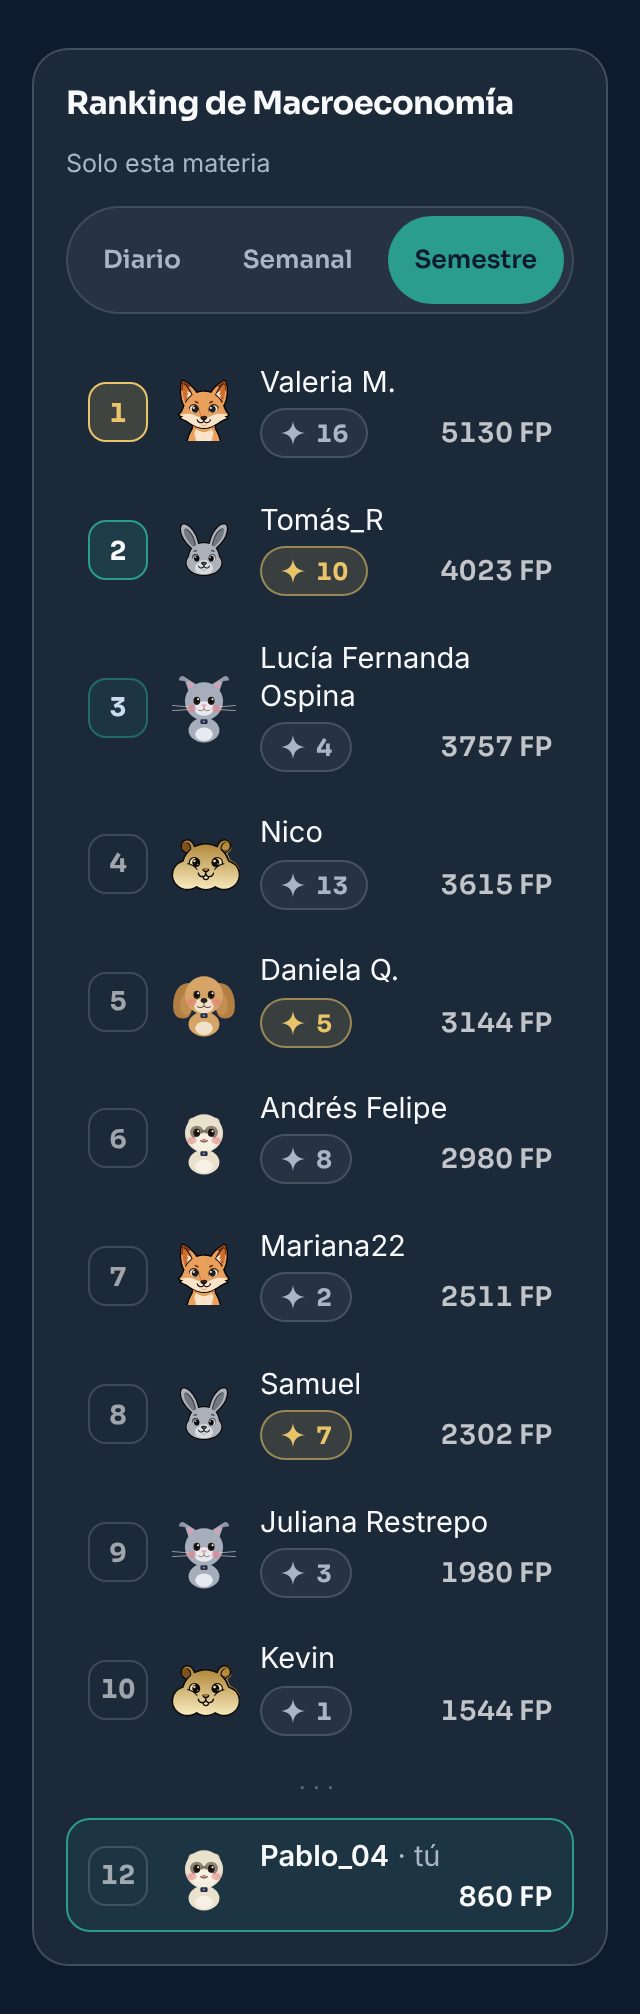 Ranking de Macroeconomía
Solo esta materia
Diario Semanal Semestre
1 Valeria M.
✦ 16 5130 FP
2 Tomás_R
✦ 10 4023 FP
3 Lucía Fernanda
Ospina
✦ 4 3757 FP
4 Nico
✦ 13 3615 FP
5 Daniela Q.
✦ 5 3144 FP
6 Andrés Felipe
✦ 8 2980 FP
7 Mariana22
✦ 2 2511 FP
8 Samuel
✦ 7 2302 FP
9 Juliana Restrepo
✦ 3 1980 FP
10 Kevin
✦ 1 1544 FP
...
12 Pablo_04 · tú
860 FP